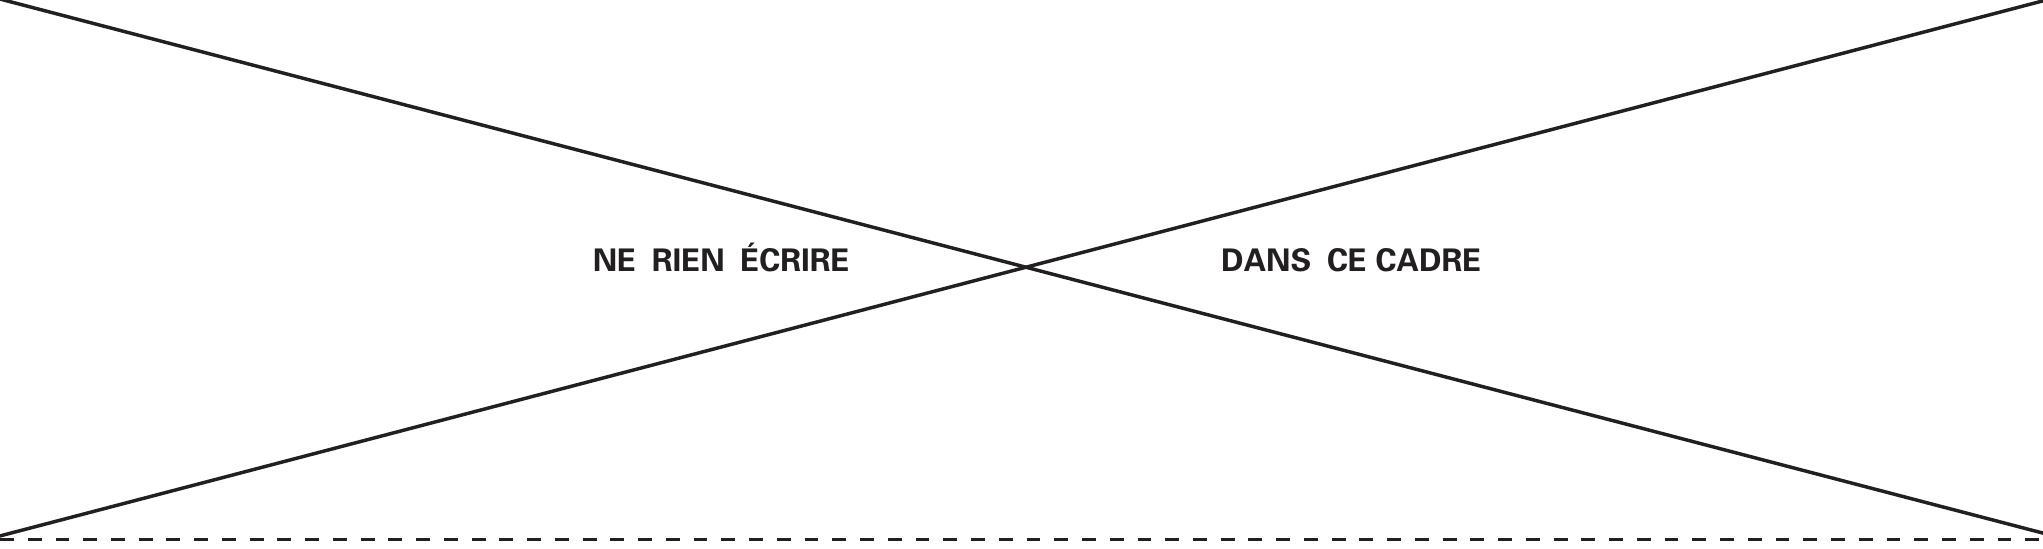 NE RIEN ÉCRIRE DANS CE CADRE